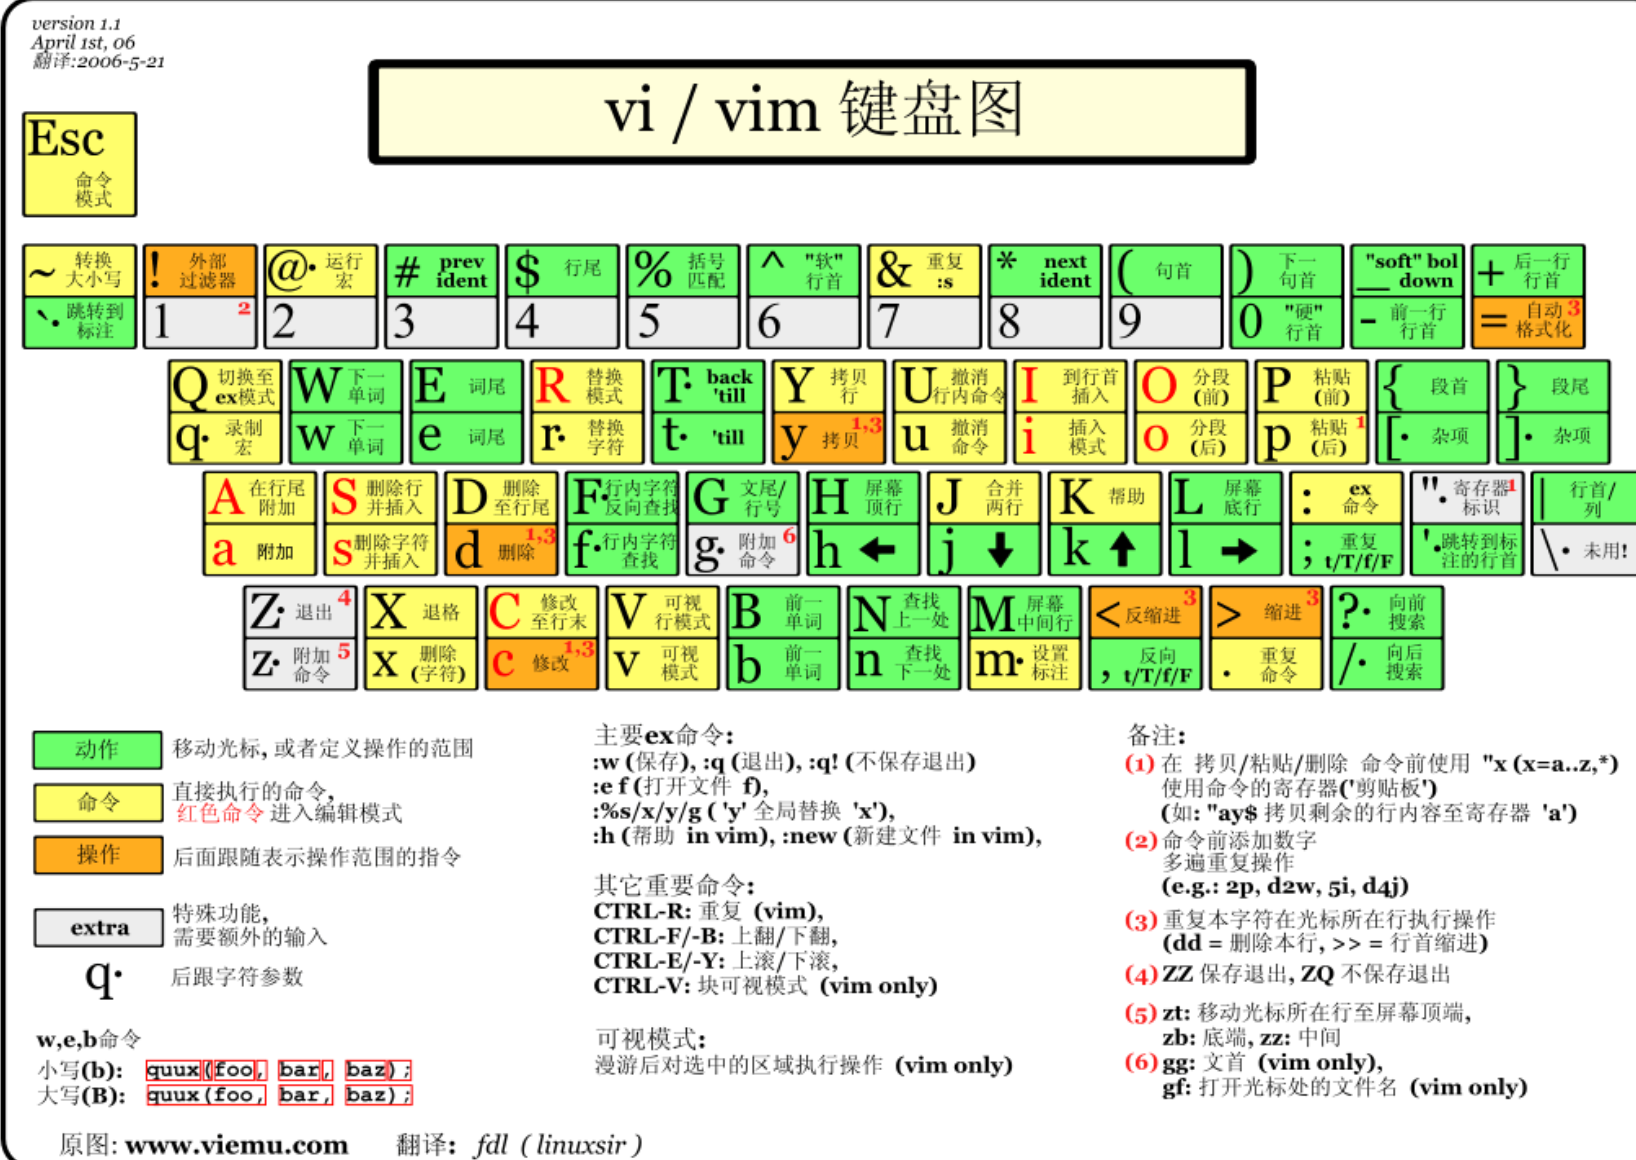 version 1.1
April 1st, 06
翻译:2006-5-21
vi / vim 键盘图
Esc
命令
模式
~ 转换
大小写
! 外部
过滤器
@· 运行
宏
# prev
ident
$ 行尾
% 括号
匹配
^ "软"
行首
& 重复
:s
* next
ident
( 句首
) 下一
句首
"soft" bol
_ down
+ 后一行
行首
`· 跳转到
标注
1 2
2
3
4
5
6
7
8
9
0 "硬"
行首
- 前一行
行首
= 自动 3
格式化
Q 切换至
ex模式
W 下一
单词
E 词尾
R 替换
模式
T· back
'till
Y 拷贝
行
U 撤消
行内命令
I 到行首
插入
O 分段
(前)
P 粘贴
(前)
{ 段首
} 段尾
q· 录制
宏
w 下一
单词
e 词尾
r· 替换
字符
t· 'till
y 拷贝 1,3
u 撤消
命令
i 插入
模式
o 分段
(后)
p 粘贴 1
(后)
[· 杂项
]· 杂项
A 在行尾
附加
S 删除行
并插入
D 删除
至行尾
F· 行内字符
反向查找
G 文尾/
行号
H 屏幕
顶行
J 合并
两行
K 帮助
L 屏幕
底行
: ex
命令
"· 寄存器 1
标识
| 行首/
列
a 附加
s 删除字符
并插入
d 删除 1,3
f· 行内字符
查找
g· 附加 6
命令
h ←
j ↓
k ↑
l →
; 重复
t/T/f/F
'· 跳转到标
注的行首
\· 未用!
Z· 退出 4
X 退格
C 修改
至行末
V 可视
行模式
B 前一
单词
N 查找
上一处
M 屏幕
中间行
< 反缩进 3
> 缩进 3
?· 向前
搜索
z· 附加 5
命令
x 删除
(字符)
c 修改 1,3
v 可视
模式
b 前一
单词
n 查找
下一处
m· 设置
标注
, 反向
t/T/f/F
. 重复
命令
/· 向后
搜索
动作 移动光标, 或者定义操作的范围
命令 直接执行的命令,
红色命令 进入编辑模式
操作 后面跟随表示操作范围的指令
extra 特殊功能,
需要额外的输入
q· 后跟字符参数
w,e,b命令
小写(b): quux(foo, bar, baz);
大写(B): quux(foo, bar, baz);
主要ex命令:
:w (保存), :q (退出), :q! (不保存退出)
:e f (打开文件 f),
:%s/x/y/g ( 'y' 全局替换 'x'),
:h (帮助 in vim), :new (新建文件 in vim),
其它重要命令:
CTRL-R: 重复 (vim),
CTRL-F/-B: 上翻/下翻,
CTRL-E/-Y: 上滚/下滚,
CTRL-V: 块可视模式 (vim only)
可视模式:
漫游后对选中的区域执行操作 (vim only)
备注:
(1) 在 拷贝/粘贴/删除 命令前使用 "x (x=a..z,*)
使用命令的寄存器('剪贴板')
(如: "ay$ 拷贝剩余的行内容至寄存器 'a')
(2) 命令前添加数字
多遍重复操作
(e.g.: 2p, d2w, 5i, d4j)
(3) 重复本字符在光标所在行执行操作
(dd = 删除本行, >> = 行首缩进)
(4) ZZ 保存退出, ZQ 不保存退出
(5) zt: 移动光标所在行至屏幕顶端,
zb: 底端, zz: 中间
(6) gg: 文首 (vim only),
gf: 打开光标处的文件名 (vim only)
原图: www.viemu.com 翻译: fdl ( linuxsir )